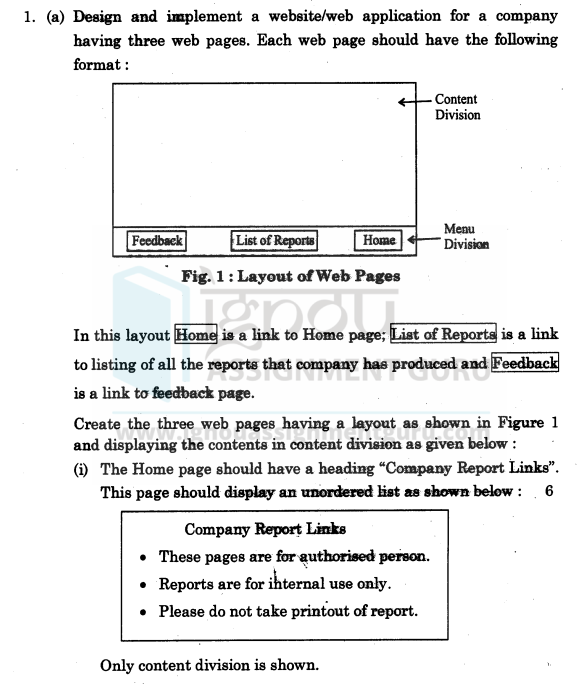 1. (a) Design and implement a website/web application for a company
having three web pages. Each web page should have the following
format :
Content
Division
Feedback List of Reports Home
Menu
Division
Fig. 1 : Layout of Web Pages
ignou
ASSIGNMENT GURU
In this layout Home is a link to Home page; List of Reports is a link
to listing of all the reports that company has produced and Feedback
is a link to feedback page.
Create the three web pages having a layout as shown in Figure 1
www.ignouassignmentguru.com
and displaying the contents in content division as given below :
(i) The Home page should have a heading "Company Report Links".
This page should display an unordered list as shown below : 6
Company Report Links
• These pages are for authorised person.
• Reports are for internal use only.
• Please do not take printout of report.
Only content division is shown.